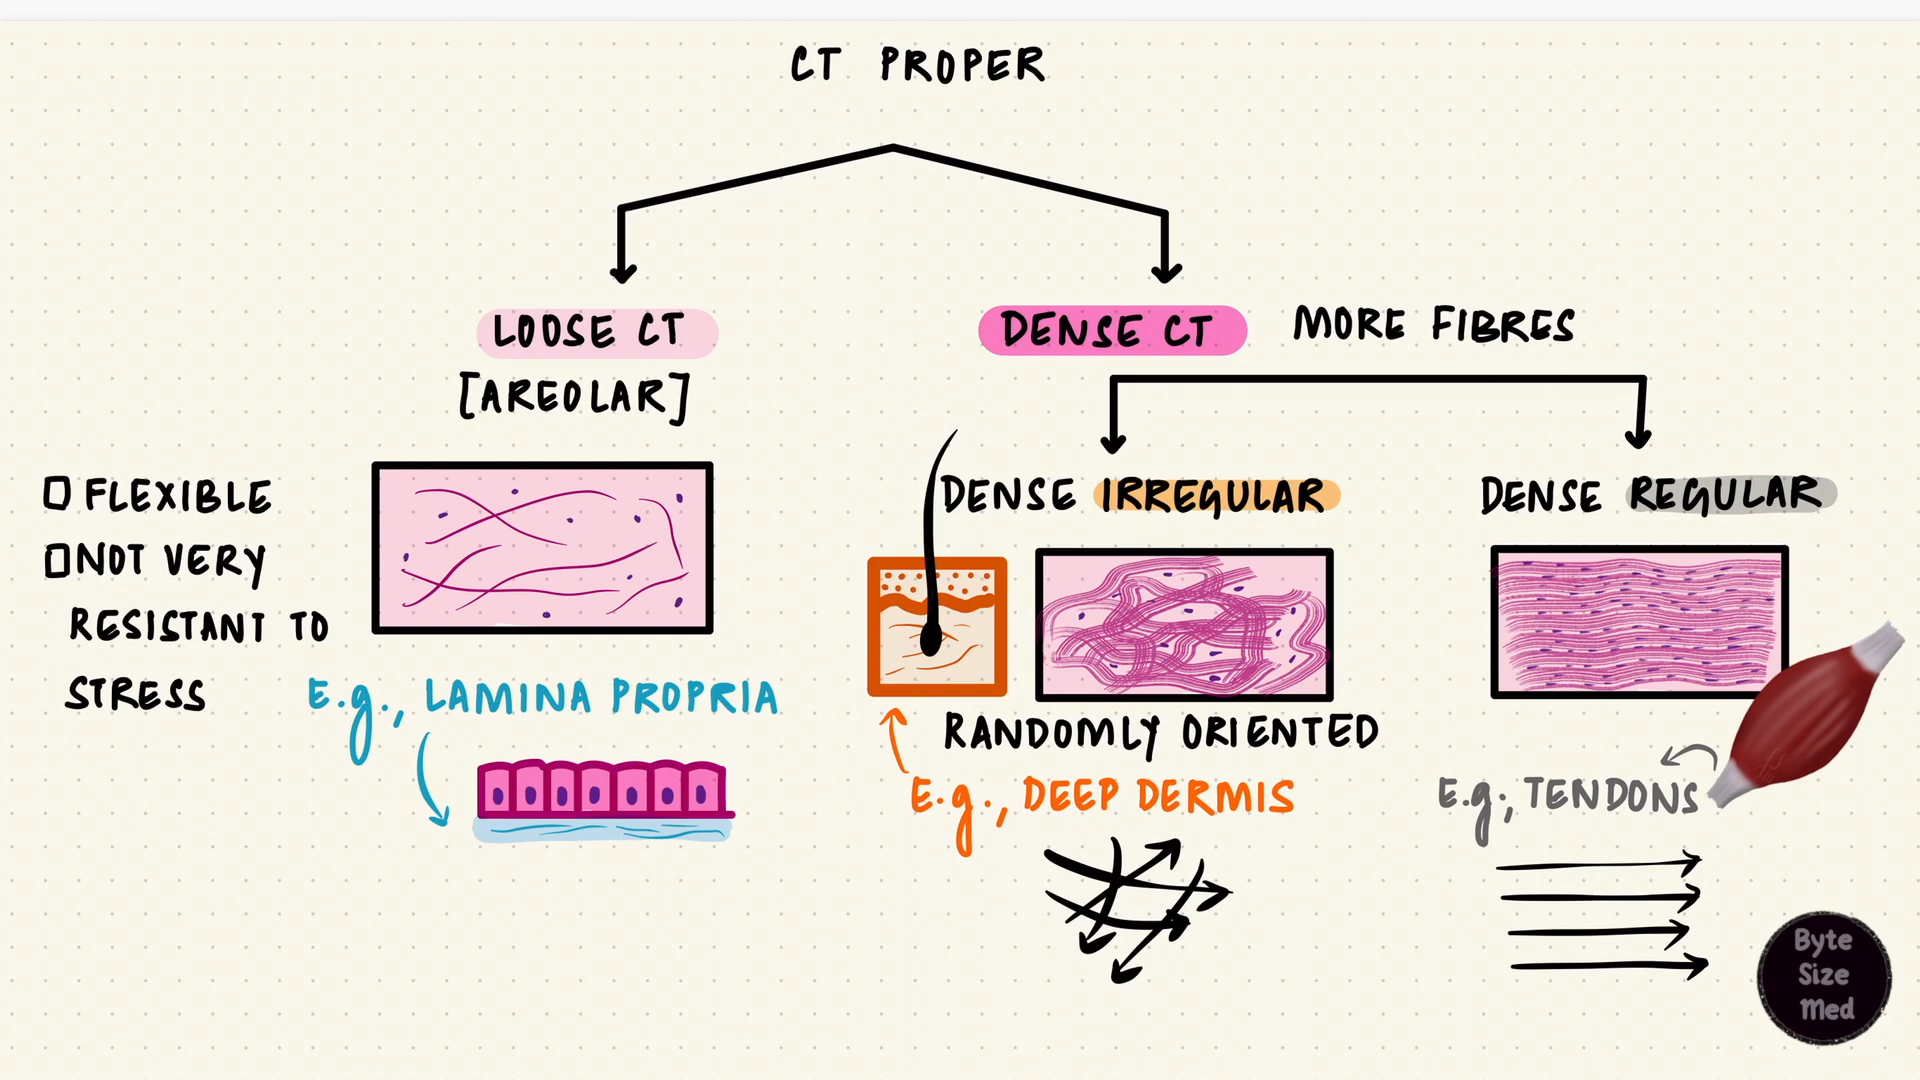 CT PROPER
LOOSE CT
[AREOLAR]
FLEXIBLE
NOT VERY
RESISTANT TO
STRESS
E.g., LAMINA PROPRIA
DENSE CT MORE FIBRES
DENSE IRREGULAR
RANDOMLY ORIENTED
E.g., DEEP DERMIS
DENSE REGULAR
E.g., TENDONS
Byte
Size
Med